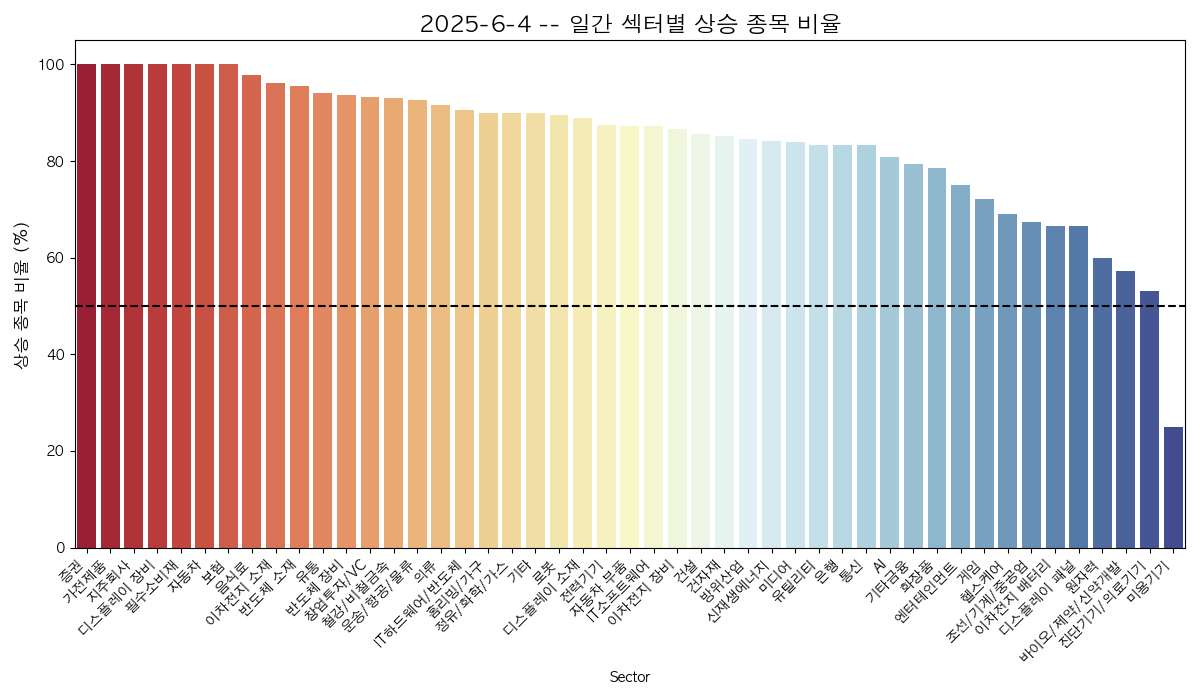 2025-6-4 -- 일간 섹터별 상승 종목 비율
상승 종목 비율 (%)
100
80
60
40
20
0
증권
가전제품
지주회사
디스플레이 장비
필수소비재
자동차
보험
음식료
이차전지 소재
반도체 소재
유통
반도체 장비
창업투자/VC
철강/비철금속
운송/항공/물류
의류
IT하드웨어/반도체
홈리빙/가구
정유/화학/가스
기타
로봇
디스플레이 소재
전력기기
자동차 부품
IT소프트웨어
이차전지 장비
건설
건자재
방위산업
신재생에너지
미디어
유틸리티
은행
통신
AI
기타금융
화장품
엔터테인먼트
게임
헬스케어
조선/기계/중공업
이차전지 배터리
디스플레이 패널
원자력
바이오/제약/신약개발
진단기기/의료기기
미용기기
Sector